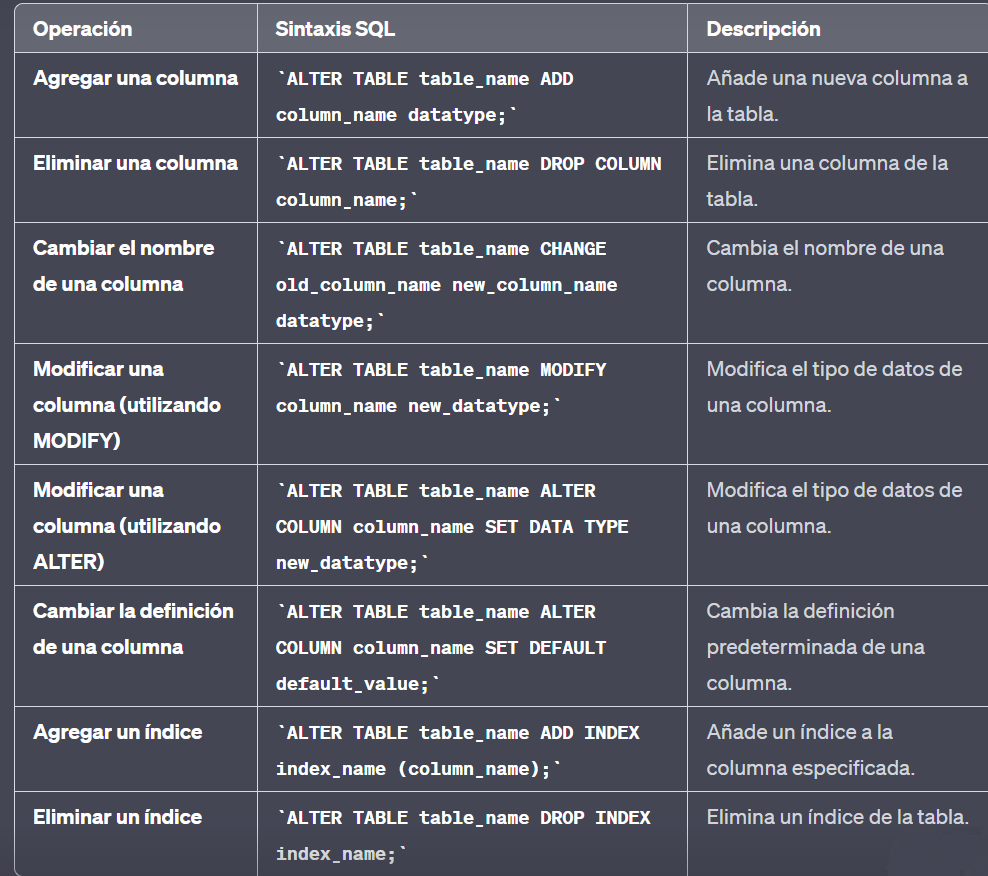 Operación
Sintaxis SQL
Descripción
Agregar una columna
`ALTER TABLE table_name ADD
column_name datatype;`
Añade una nueva columna a
la tabla.
Eliminar una columna
`ALTER TABLE table_name DROP COLUMN
column_name;`
Elimina una columna de la
tabla.
Cambiar el nombre
de una columna
`ALTER TABLE table_name CHANGE
old_column_name new_column_name
datatype;`
Cambia el nombre de una
columna.
Modificar una
columna (utilizando
MODIFY)
`ALTER TABLE table_name MODIFY
column_name new_datatype;`
Modifica el tipo de datos de
una columna.
Modificar una
columna (utilizando
ALTER)
`ALTER TABLE table_name ALTER
COLUMN column_name SET DATA TYPE
new_datatype;`
Modifica el tipo de datos de
una columna.
Cambiar la definición
de una columna
`ALTER TABLE table_name ALTER
COLUMN column_name SET DEFAULT
default_value;`
Cambia la definición
predeterminada de una
columna.
Agregar un índice
`ALTER TABLE table_name ADD INDEX
index_name (column_name);`
Añade un índice a la
columna especificada.
Eliminar un índice
`ALTER TABLE table_name DROP INDEX
index_name;`
Elimina un índice de la tabla.